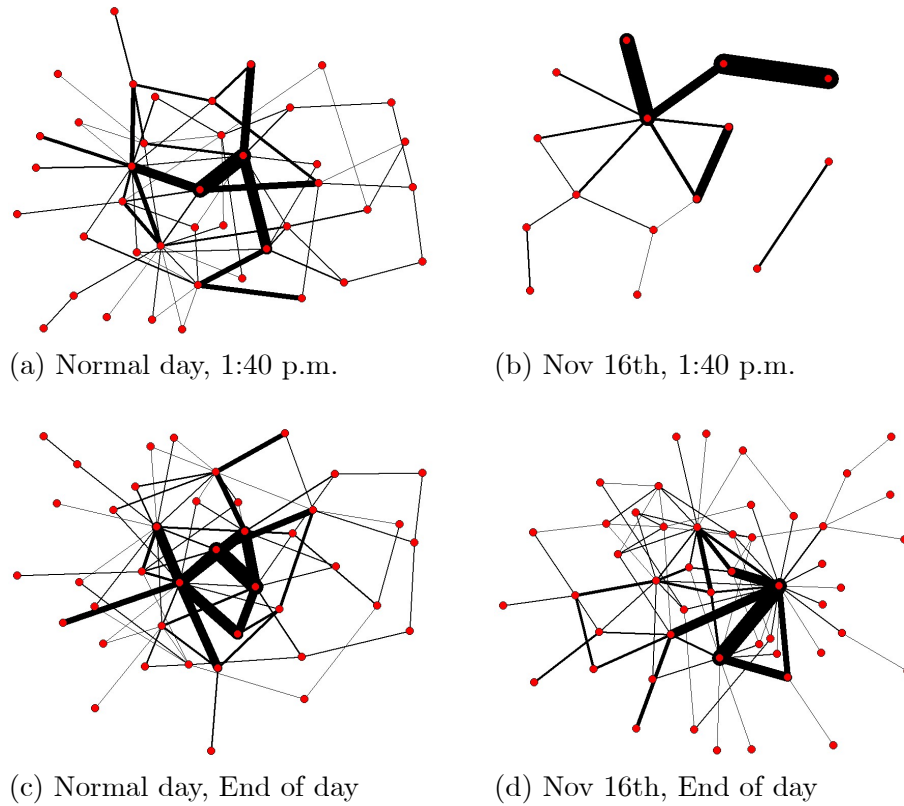 (a) Normal day, 1:40 p.m.
(b) Nov 16th, 1:40 p.m.
(c) Normal day, End of day
(d) Nov 16th, End of day